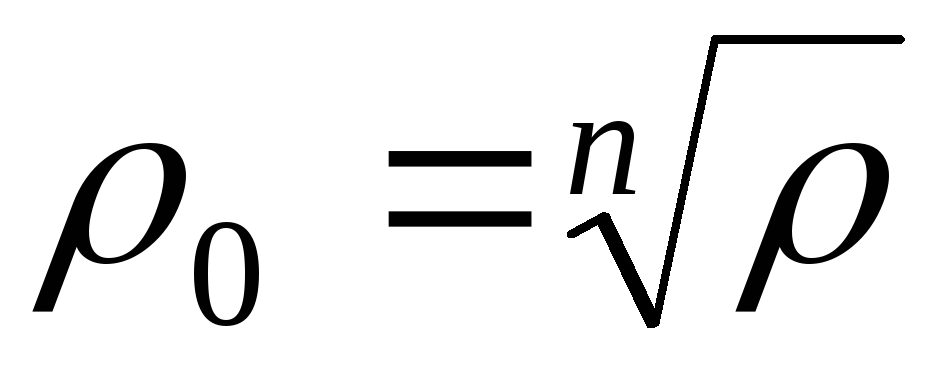 ρ₀ = ⁿ√ρ